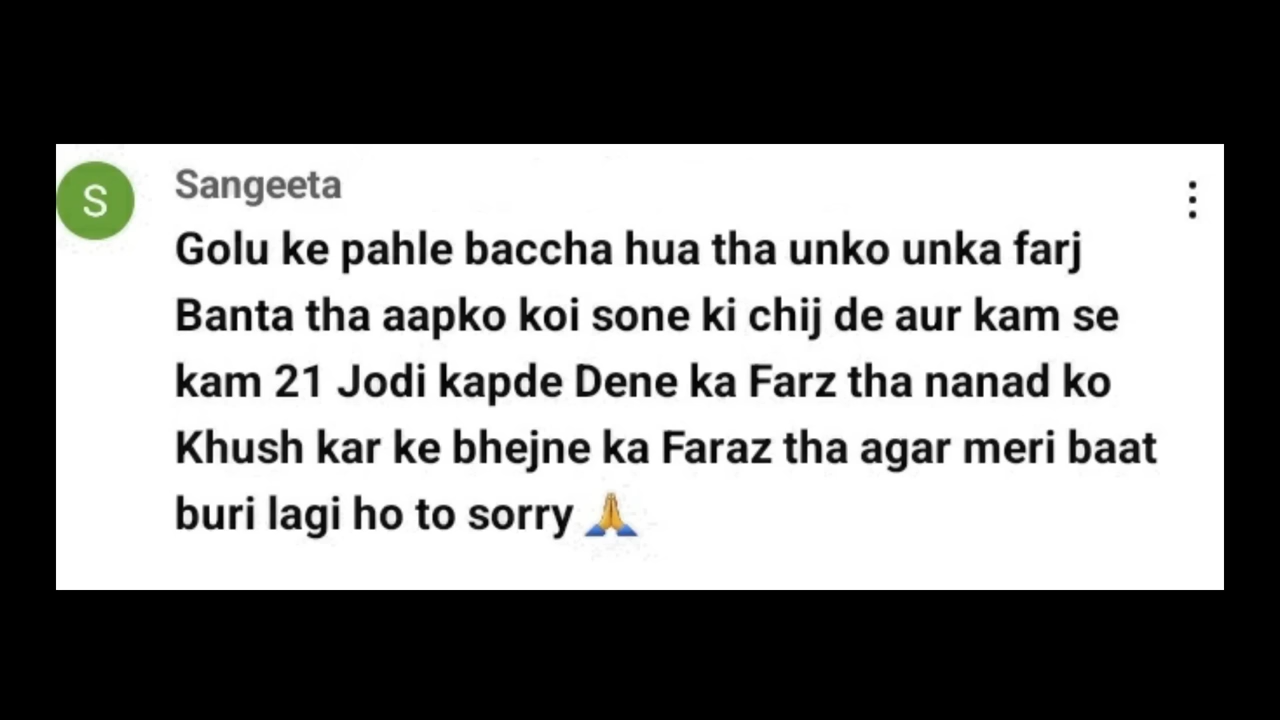 S
Sangeeta
Golu ke pahle baccha hua tha unko unka farj
Banta tha aapko koi sone ki chij de aur kam se
kam 21 Jodi kapde Dene ka Farz tha nanad ko
Khush kar ke bhejne ka Faraz tha agar meri baat
buri lagi ho to sorry 🙏